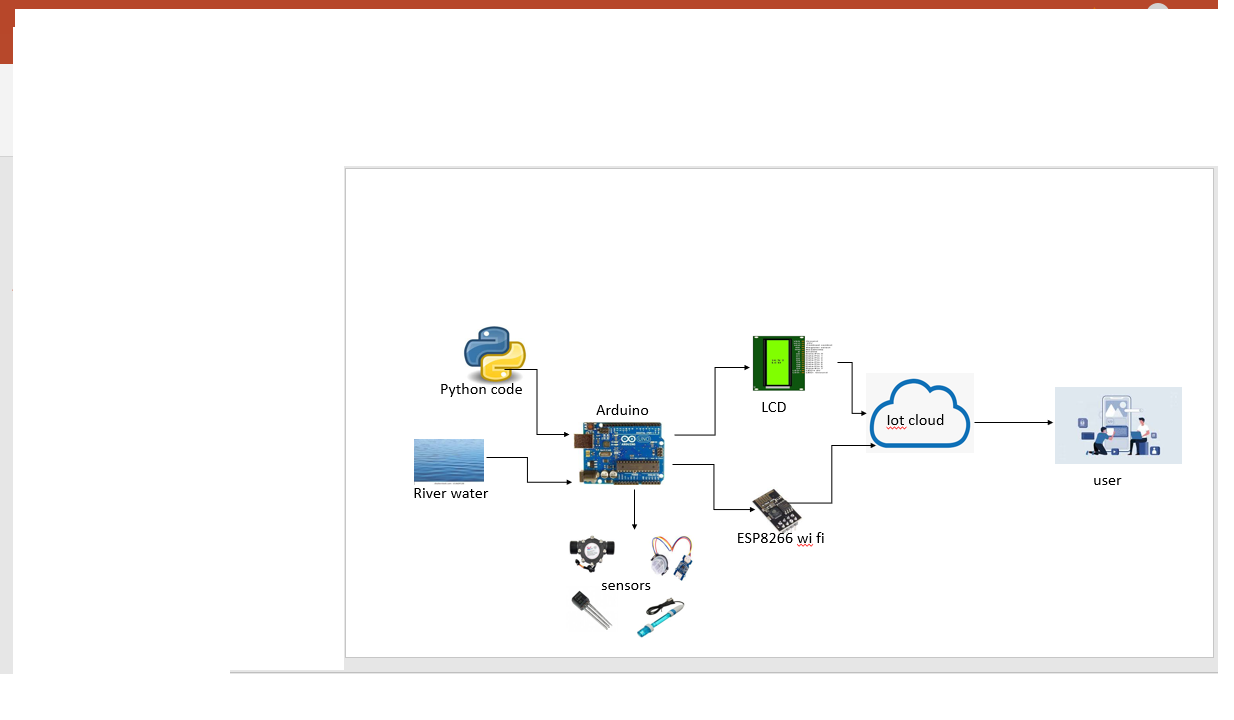 Python code
Arduino
LCD
Iot cloud
River water
user
ESP8266 wi fi
sensors